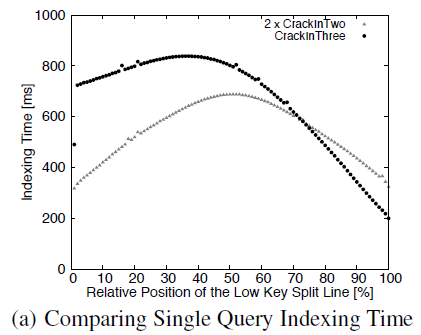 1000
800
600
400
200
0
Indexing Time [ms]
2 x CrackInTwo
CrackInThree
0 10 20 30 40 50 60 70 80 90 100
Relative Position of the Low Key Split Line [%]
(a) Comparing Single Query Indexing Time